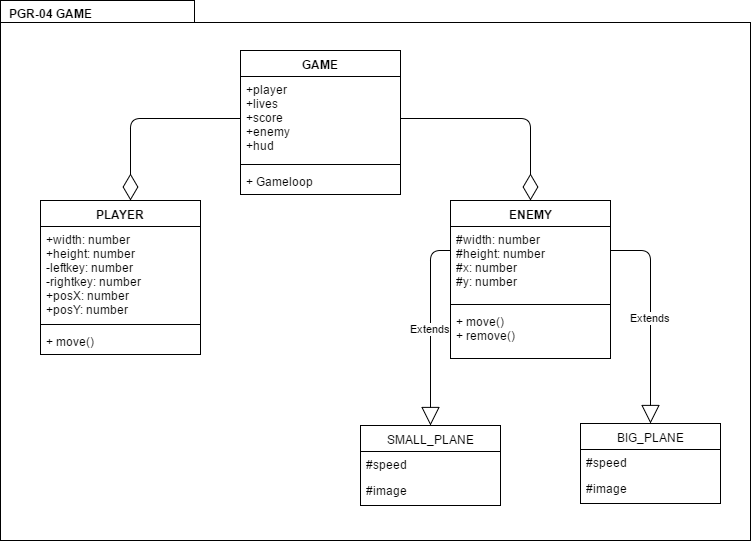 PGR-04 GAME
GAME
+player
+lives
+score
+enemy
+hud
+ Gameloop
PLAYER
+width: number
+height: number
-leftkey: number
-rightkey: number
+posX: number
+posY: number
+ move()
ENEMY
#width: number
#height: number
#x: number
#y: number
+ move()
+ remove()
Extends
Extends
SMALL_PLANE
#speed
#image
BIG_PLANE
#speed
#image